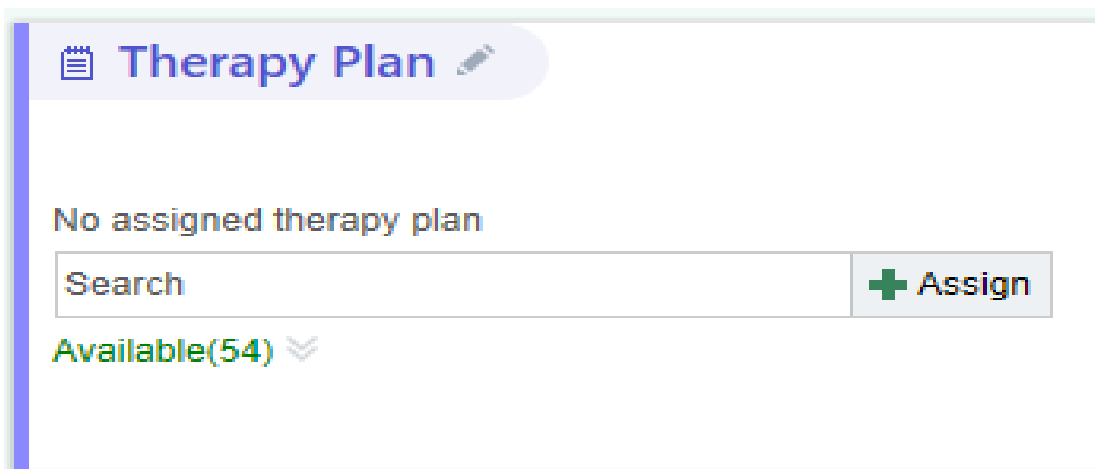 Therapy Plan
No assigned therapy plan
Search
Assign
Available(54)